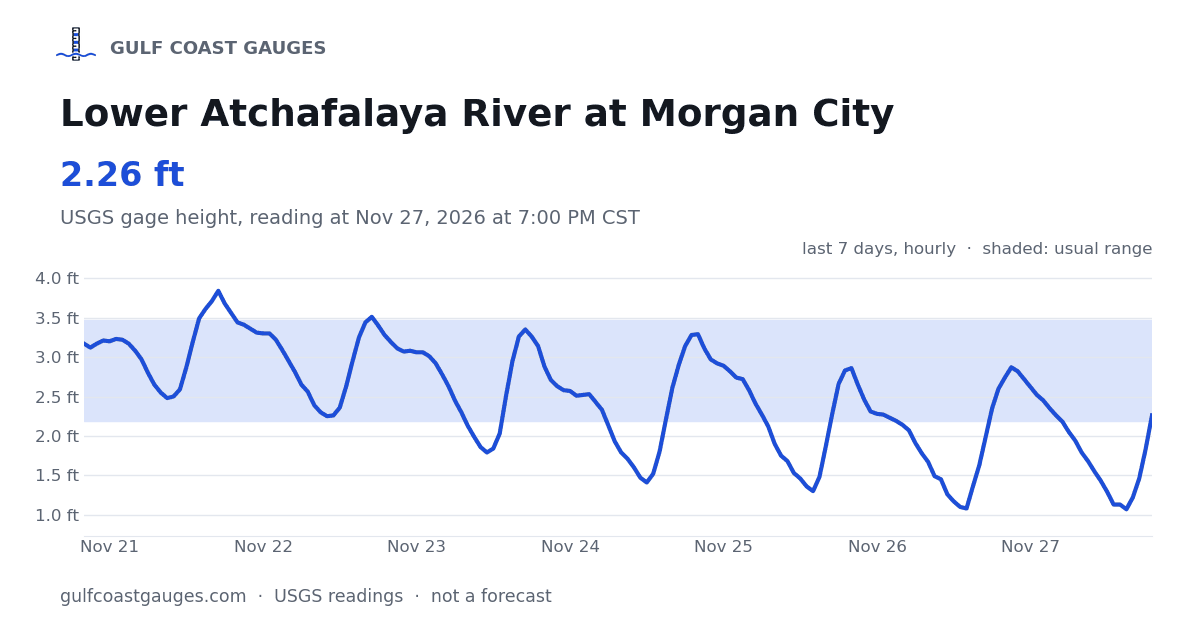 GULF COAST GAUGES
Lower Atchafalaya River at Morgan City
2.26 ft
USGS gage height, reading at Nov 27, 2026 at 7:00 PM CST
last 7 days, hourly · shaded: usual range
4.0 ft
3.5 ft
3.0 ft
2.5 ft
2.0 ft
1.5 ft
1.0 ft
Nov 21 Nov 22 Nov 23 Nov 24 Nov 25 Nov 26 Nov 27
gulfcoastgauges.com · USGS readings · not a forecast